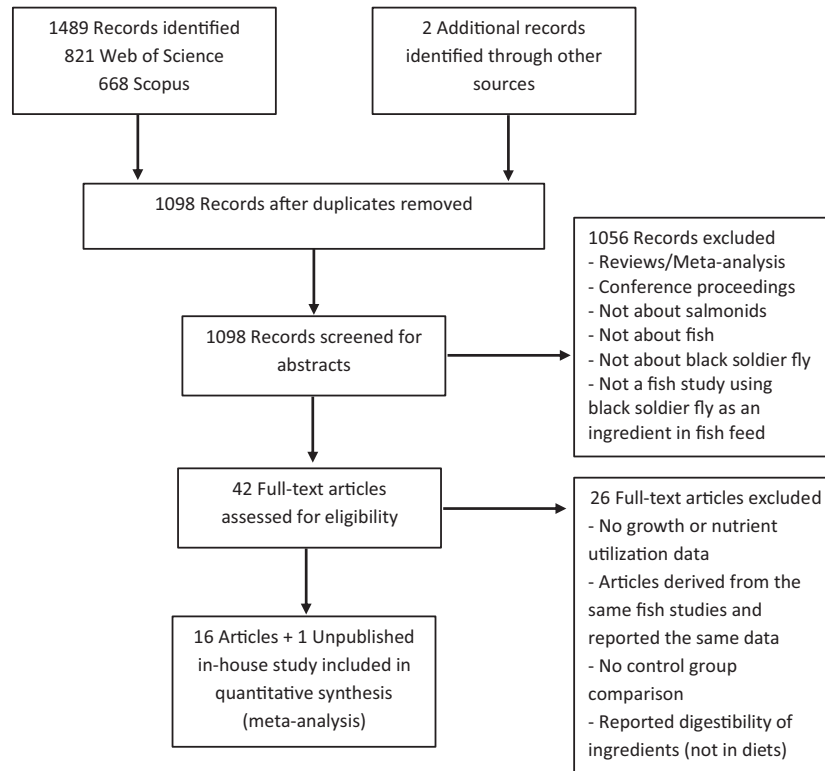 1489 Records identified
821 Web of Science
668 Scopus
2 Additional records
identified through other
sources
1098 Records after duplicates removed
1056 Records excluded
- Reviews/Meta-analysis
- Conference proceedings
- Not about salmonids
- Not about fish
- Not about black soldier fly
- Not a fish study using
black soldier fly as an
ingredient in fish feed
1098 Records screened for
abstracts
42 Full-text articles
assessed for eligibility
26 Full-text articles excluded
- No growth or nutrient
utilization data
- Articles derived from the
same fish studies and
reported the same data
- No control group
comparison
- Reported digestibility of
ingredients (not in diets)
16 Articles + 1 Unpublished
in-house study included in
quantitative synthesis
(meta-analysis)